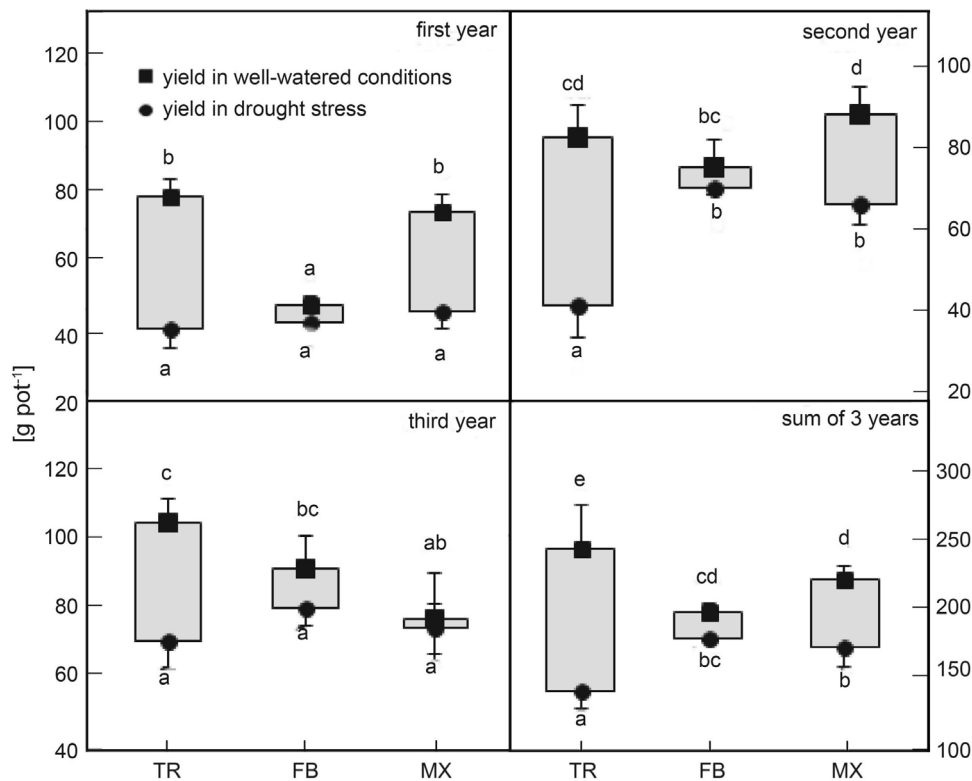 first year
second year
120
100
80
60
40
20
■ yield in well-watered conditions
● yield in drought stress
b
a
b
a
a
a
cd
bc
d
a
b
b
100
80
60
40
20
[g pot⁻¹]
third year
sum of 3 years
120
100
80
60
40
c
bc
ab
a
a
a
e
cd
d
a
bc
b
300
250
200
150
100
TR FB MX TR FB MX